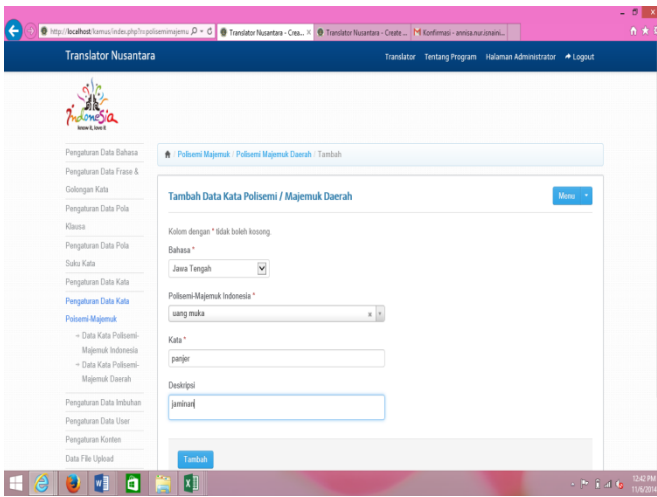 http://localhost/kamus/index.php?r=polisemimajemu
Translator Nusantara - Crea...
Translator Nusantara - Create ...
Konfirmasi - annisa.nur.isnaini...
Translator Nusantara
Translator Tentang Program Halaman Administrator Logout
Indonesia
know it, love it
Pengaturan Data Bahasa
Pengaturan Data Frase &
Golongan Kata
Pengaturan Data Pola
Klausa
Pengaturan Data Pola
Suku Kata
Pengaturan Data Kata
Pengaturan Data Kata
Polsemi-Majemuk
Data Kata Polisemi-
Majemuk Indonesia
Data Kata Polisemi-
Majemuk Daerah
Pengaturan Data Imbuhan
Pengaturan Data User
Pengaturan Konten
Data File Upload
/ Polisemi Majemuk / Polisemi Majemuk Daerah / Tambah
Tambah Data Kata Polisemi / Majemuk Daerah
Menu
Kolom dengan * tidak boleh kosong.
Bahasa *
Jawa Tengah
Polisemi-Majemuk Indonesia *
uang muka
Kata *
panjer
Deskripsi
jaminan
Tambah
12:42 PM
11/6/2014